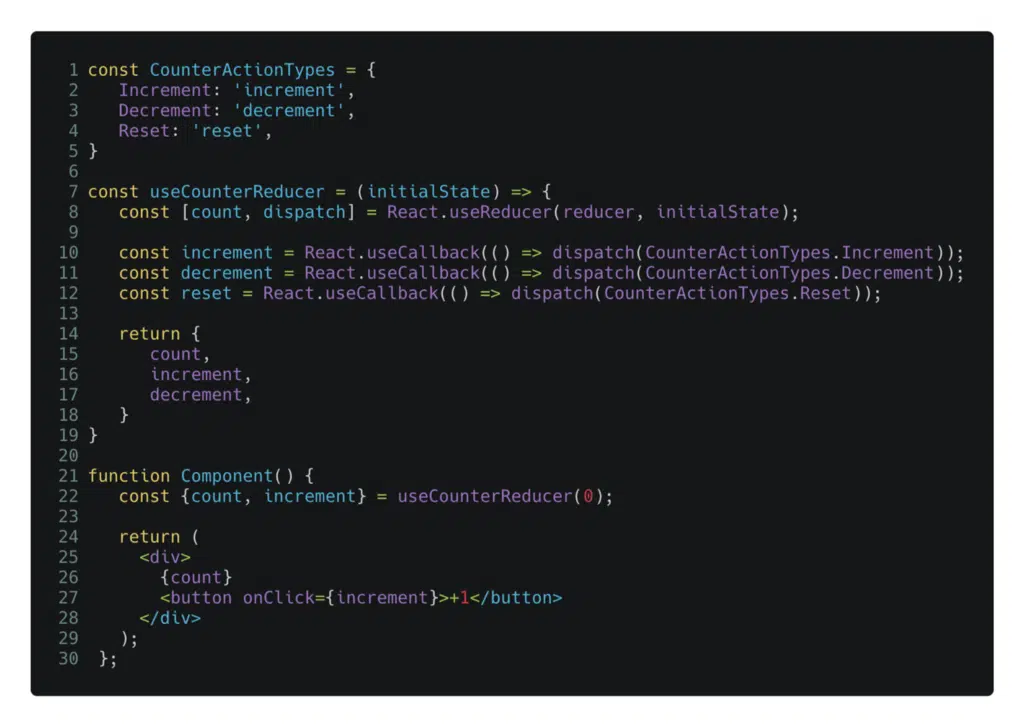 1 const CounterActionTypes = {
2    Increment: 'increment',
3    Decrement: 'decrement',
4    Reset: 'reset',
5 }
6
7 const useCounterReducer = (initialState) => {
8    const [count, dispatch] = React.useReducer(reducer, initialState);
9
10    const increment = React.useCallback(() => dispatch(CounterActionTypes.Increment));
11    const decrement = React.useCallback(() => dispatch(CounterActionTypes.Decrement));
12    const reset = React.useCallback(() => dispatch(CounterActionTypes.Reset));
13
14    return {
15       count,
16       increment,
17       decrement,
18    }
19 }
20
21 function Component() {
22    const {count, increment} = useCounterReducer(0);
23
24    return (
25      <div>
26        {count}
27        <button onClick={increment}>+1</button>
28      </div>
29    );
30  };